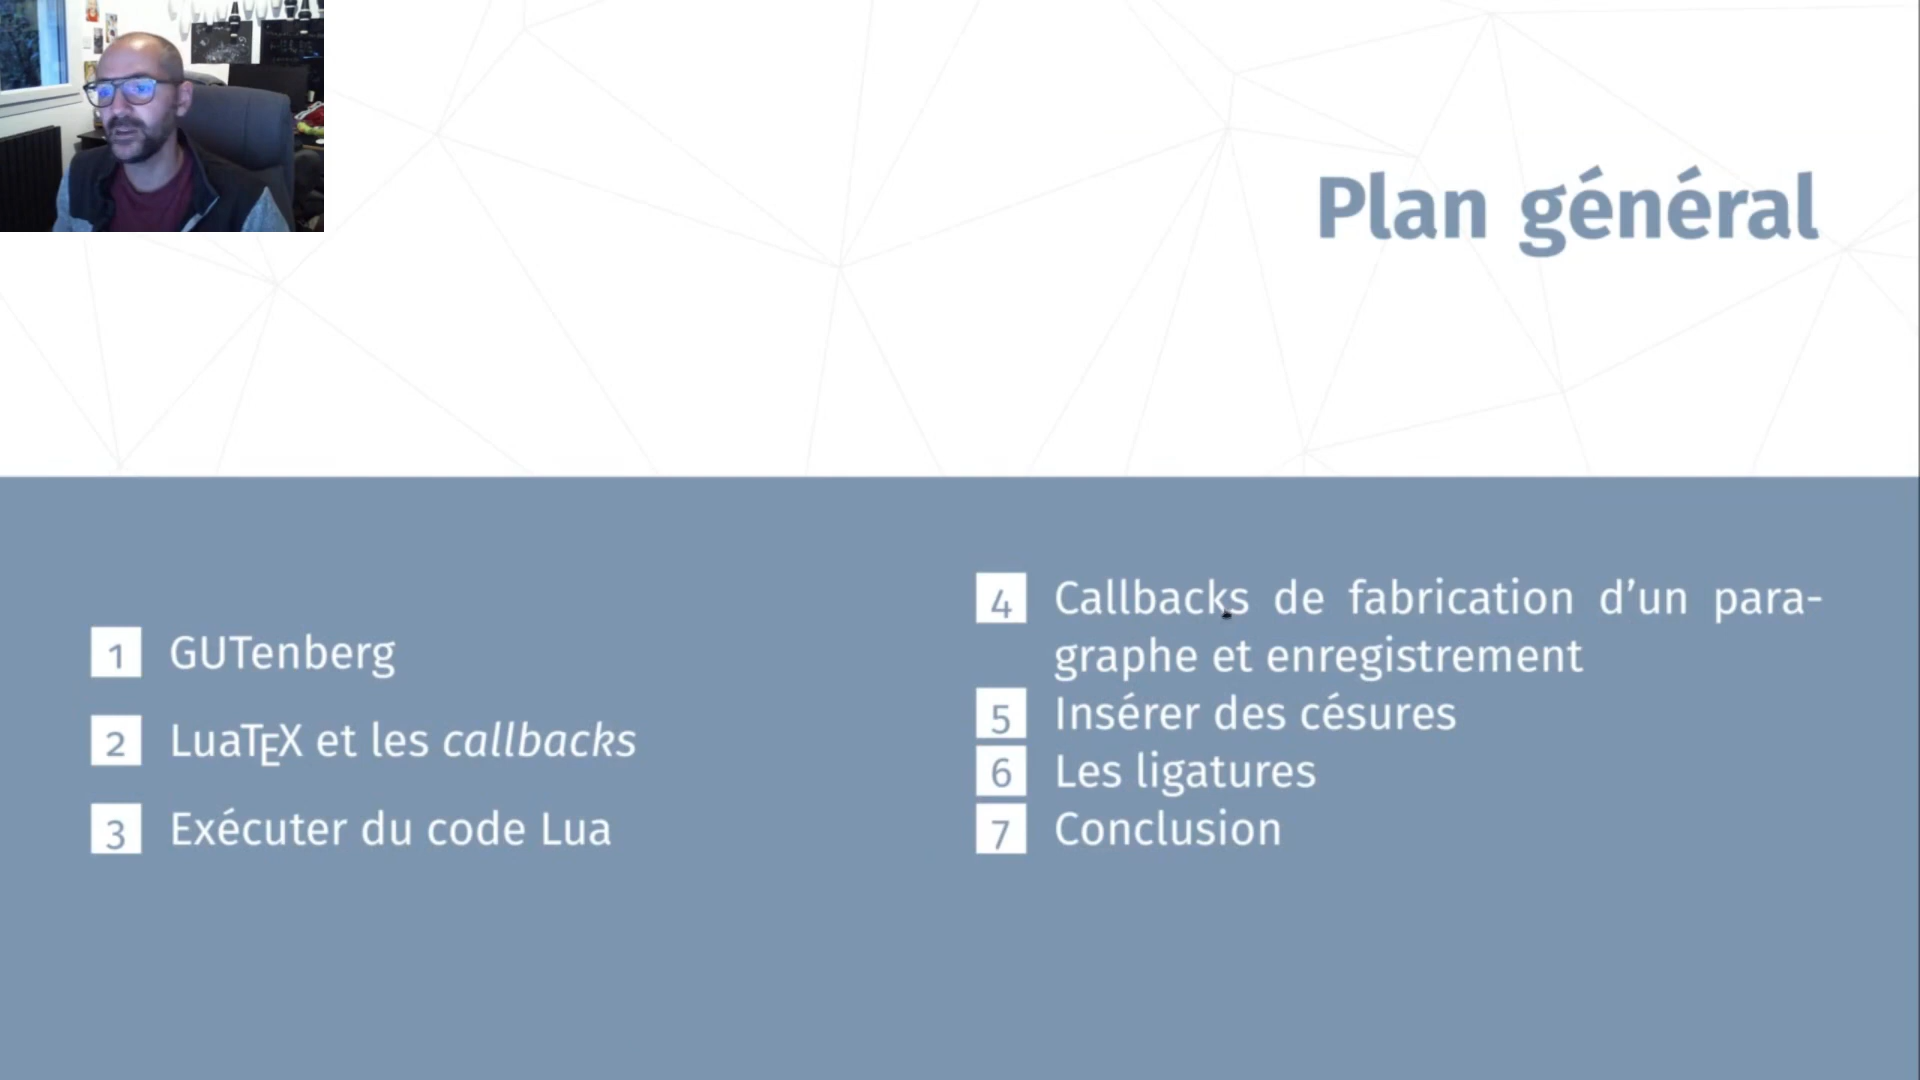 Plan général
1 GUTenberg
2 LuaTEX et les callbacks
3 Exécuter du code Lua
4 Callbacks de fabrication d’un para-
graphe et enregistrement
5 Insérer des césures
6 Les ligatures
7 Conclusion